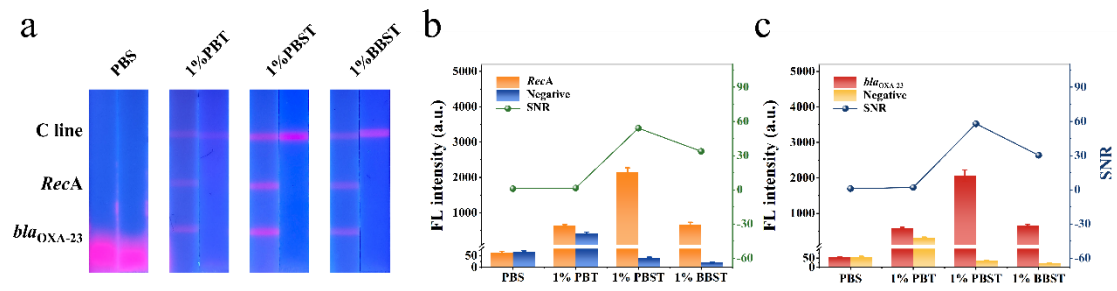 a
PBS
1%PBT
1%PBST
1%BBST
C line
RecA
blaOXA-23
b
FL intensity (a.u.)
5000
4000
3000
2000
1000
50
0
RecA
Negative
SNR
90
60
30
0
-30
-60
PBS
1% PBT
1% PBST
1% BBST
c
FL intensity (a.u.)
5000
4000
3000
2000
1000
50
0
blaOXA-23
Negative
SNR
90
60
30
0
-30
-60
SNR
PBS
1% PBT
1% PBST
1% BBST